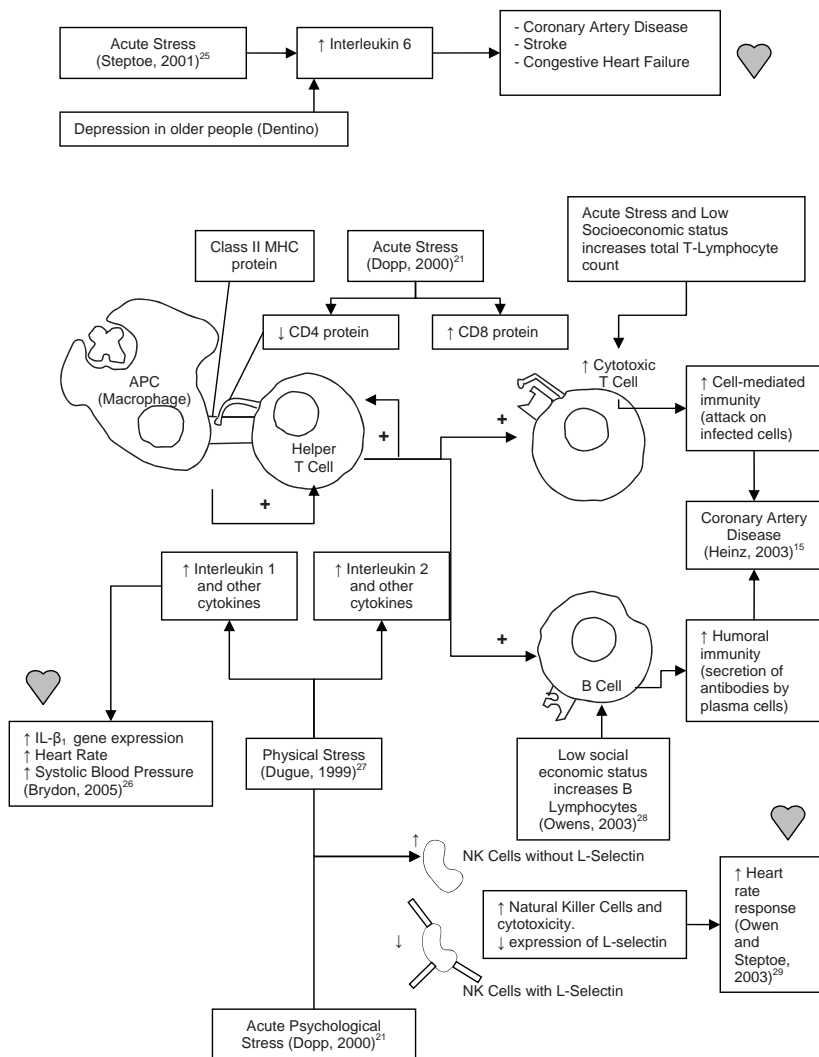 Acute Stress
(Steptoe, 2001)25
↑ Interleukin 6
- Coronary Artery Disease
- Stroke
- Congestive Heart Failure
Depression in older people (Dentino)
Class II MHC
protein
Acute Stress
(Dopp, 2000)21
Acute Stress and Low
Socioeconomic status
increases total T-Lymphocyte
count
↓ CD4 protein
↑ CD8 protein
APC
(Macrophage)
Helper
T Cell
↑ Cytotoxic
T Cell
↑ Cell-mediated
immunity
(attack on
infected cells)
+
+
+
Coronary Artery
Disease
(Heinz, 2003)15
↑ Interleukin 1
and other
cytokines
↑ Interleukin 2
and other
cytokines
+
B Cell
↑ Humoral
immunity
(secretion of
antibodies by
plasma cells)
↑ IL-β1 gene expression
↑ Heart Rate
↑ Systolic Blood Pressure
(Brydon, 2005)26
Physical Stress
(Dugue, 1999)27
Low social
economic status
increases B
Lymphocytes
(Owens, 2003)28
↑
NK Cells without L-Selectin
↑ Natural Killer Cells and
cytotoxicity.
↓ expression of L-selectin
↑ Heart
rate
response
(Owen
and
Steptoe,
2003)29
↓
NK Cells with L-Selectin
Acute Psychological
Stress (Dopp, 2000)21